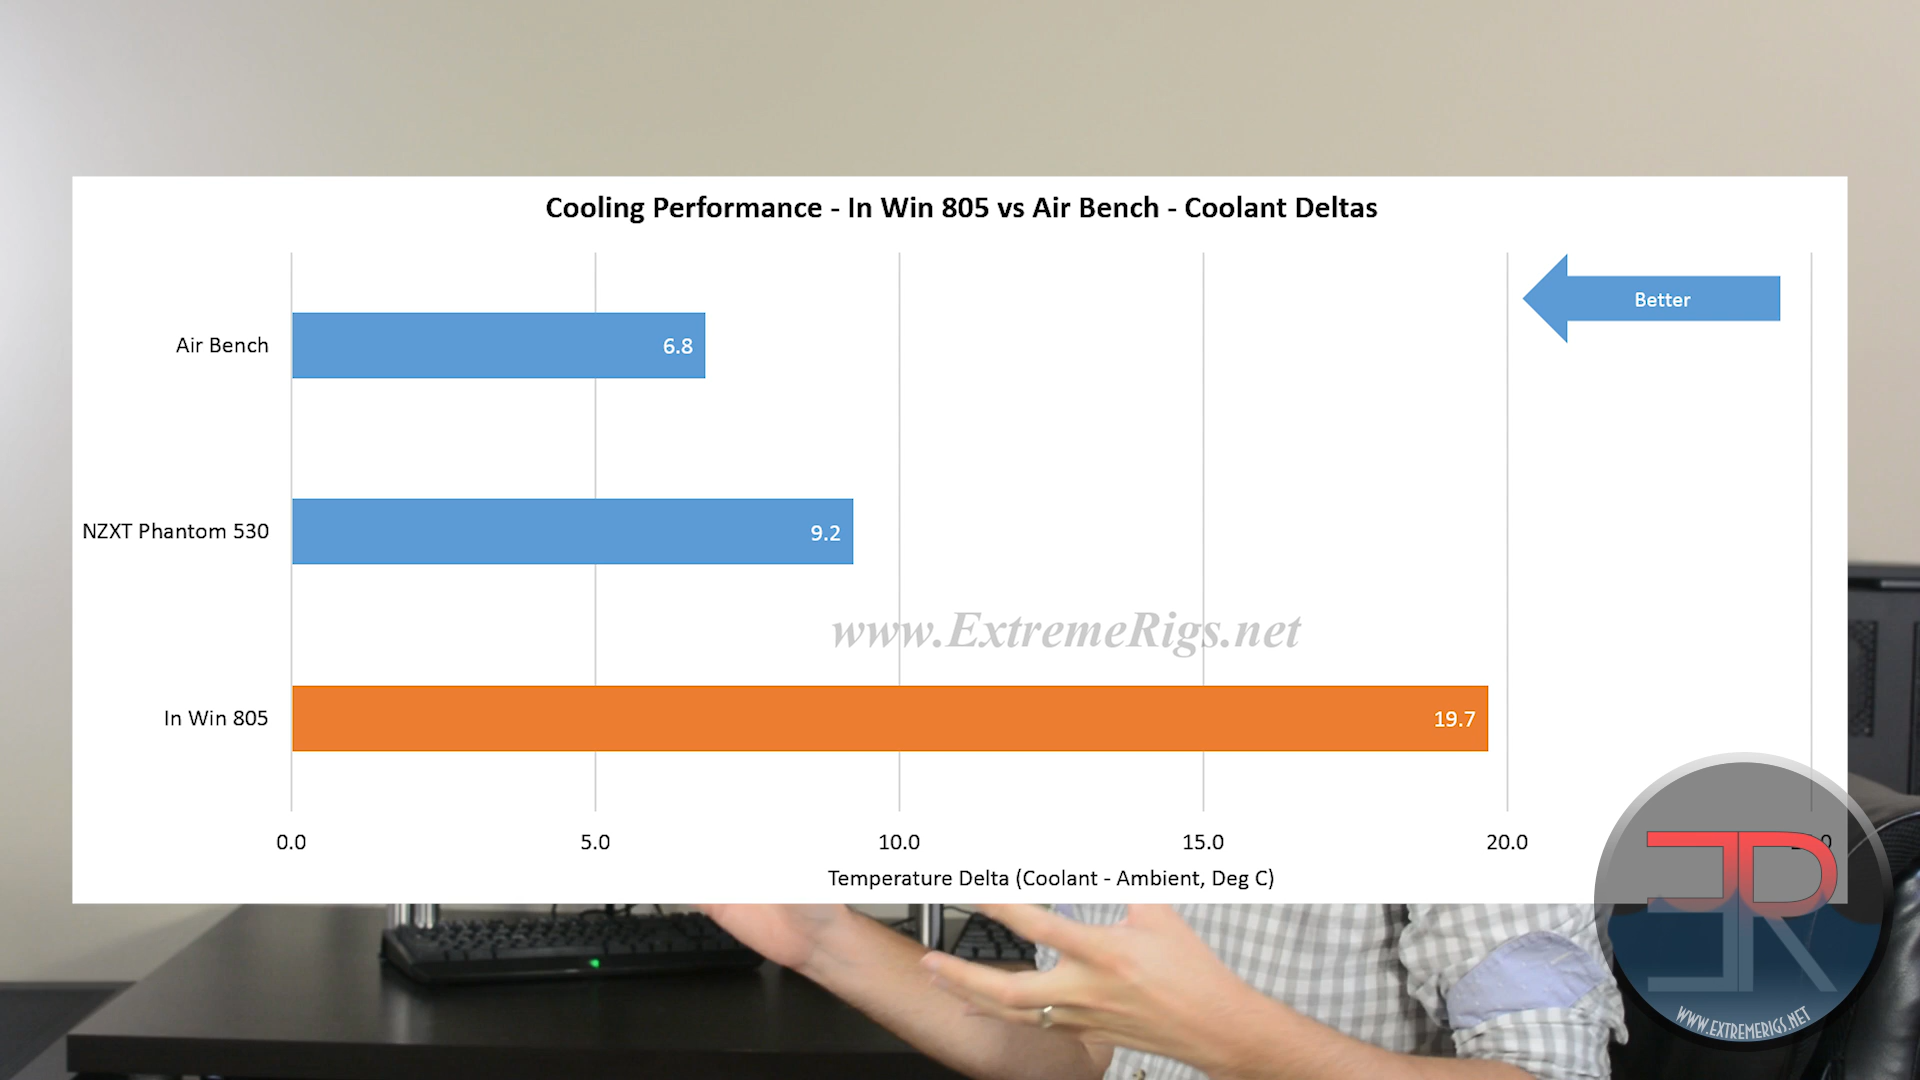 Cooling Performance - In Win 805 vs Air Bench - Coolant Deltas
Better
Air Bench
6.8
NZXT Phantom 530
9.2
www.ExtremeRigs.net
In Win 805
19.7
0.0 5.0 10.0 15.0 20.0
Temperature Delta (Coolant - Ambient, Deg C)
ER
WWW.EXTREMERIGS.NET